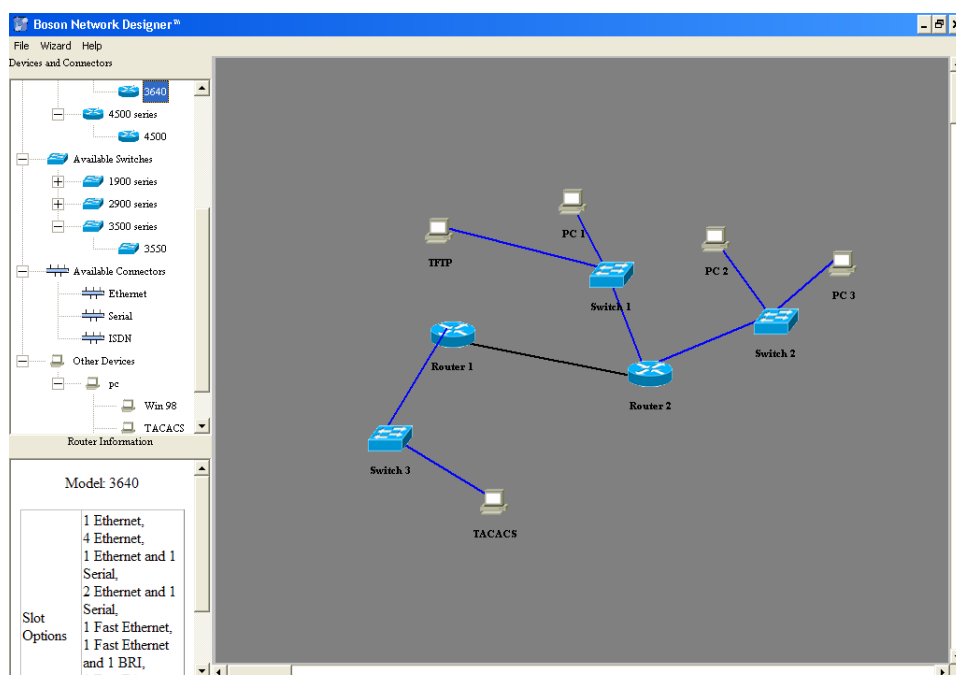 Boson Network Designer™
File Wizard Help
Devices and Connectors
3640
4500 series
4500
Available Switches
1900 series
2900 series
3500 series
3550
Available Connectors
Ethernet
Serial
ISDN
Other Devices
pc
Win 98
TACACS
Router Information
Model: 3640
Slot Options
1 Ethernet,
4 Ethernet,
1 Ethernet and 1
Serial,
2 Ethernet and 1
Serial,
1 Fast Ethernet,
1 Fast Ethernet
and 1 BRI,
PC 1
TFTP
PC 2
PC 3
Switch 1
Switch 2
Router 1
Router 2
Switch 3
TACACS